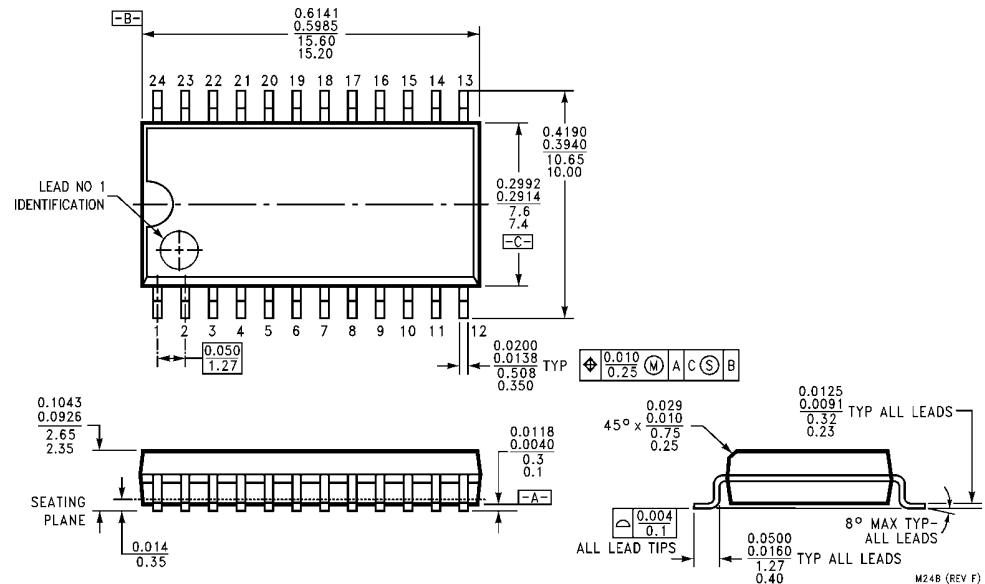 -B-
0.6141
0.5985
15.60
15.20
24 23 22 21 20 19 18 17 16 15 14 13
LEAD NO 1
IDENTIFICATION
0.4190
0.3940
10.65
10.00
0.2992
0.2914
7.6
7.4
-C-
1 2 3 4 5 6 7 8 9 10 11 12
0.050
1.27
0.0200
0.0138
0.508
0.350
TYP
⌖ 0.010
0.25 Ⓜ A C Ⓢ B
0.1043
0.0926
2.65
2.35
0.0118
0.0040
0.3
0.1
-A-
SEATING
PLANE
0.014
0.35
45° x
0.029
0.010
0.75
0.25
0.0125
0.0091
0.32
0.23
TYP ALL LEADS
0.004
0.1
ALL LEAD TIPS
0.0500
0.0160
1.27
0.40
TYP ALL LEADS
8° MAX TYP-
ALL LEADS
M24B (REV F)